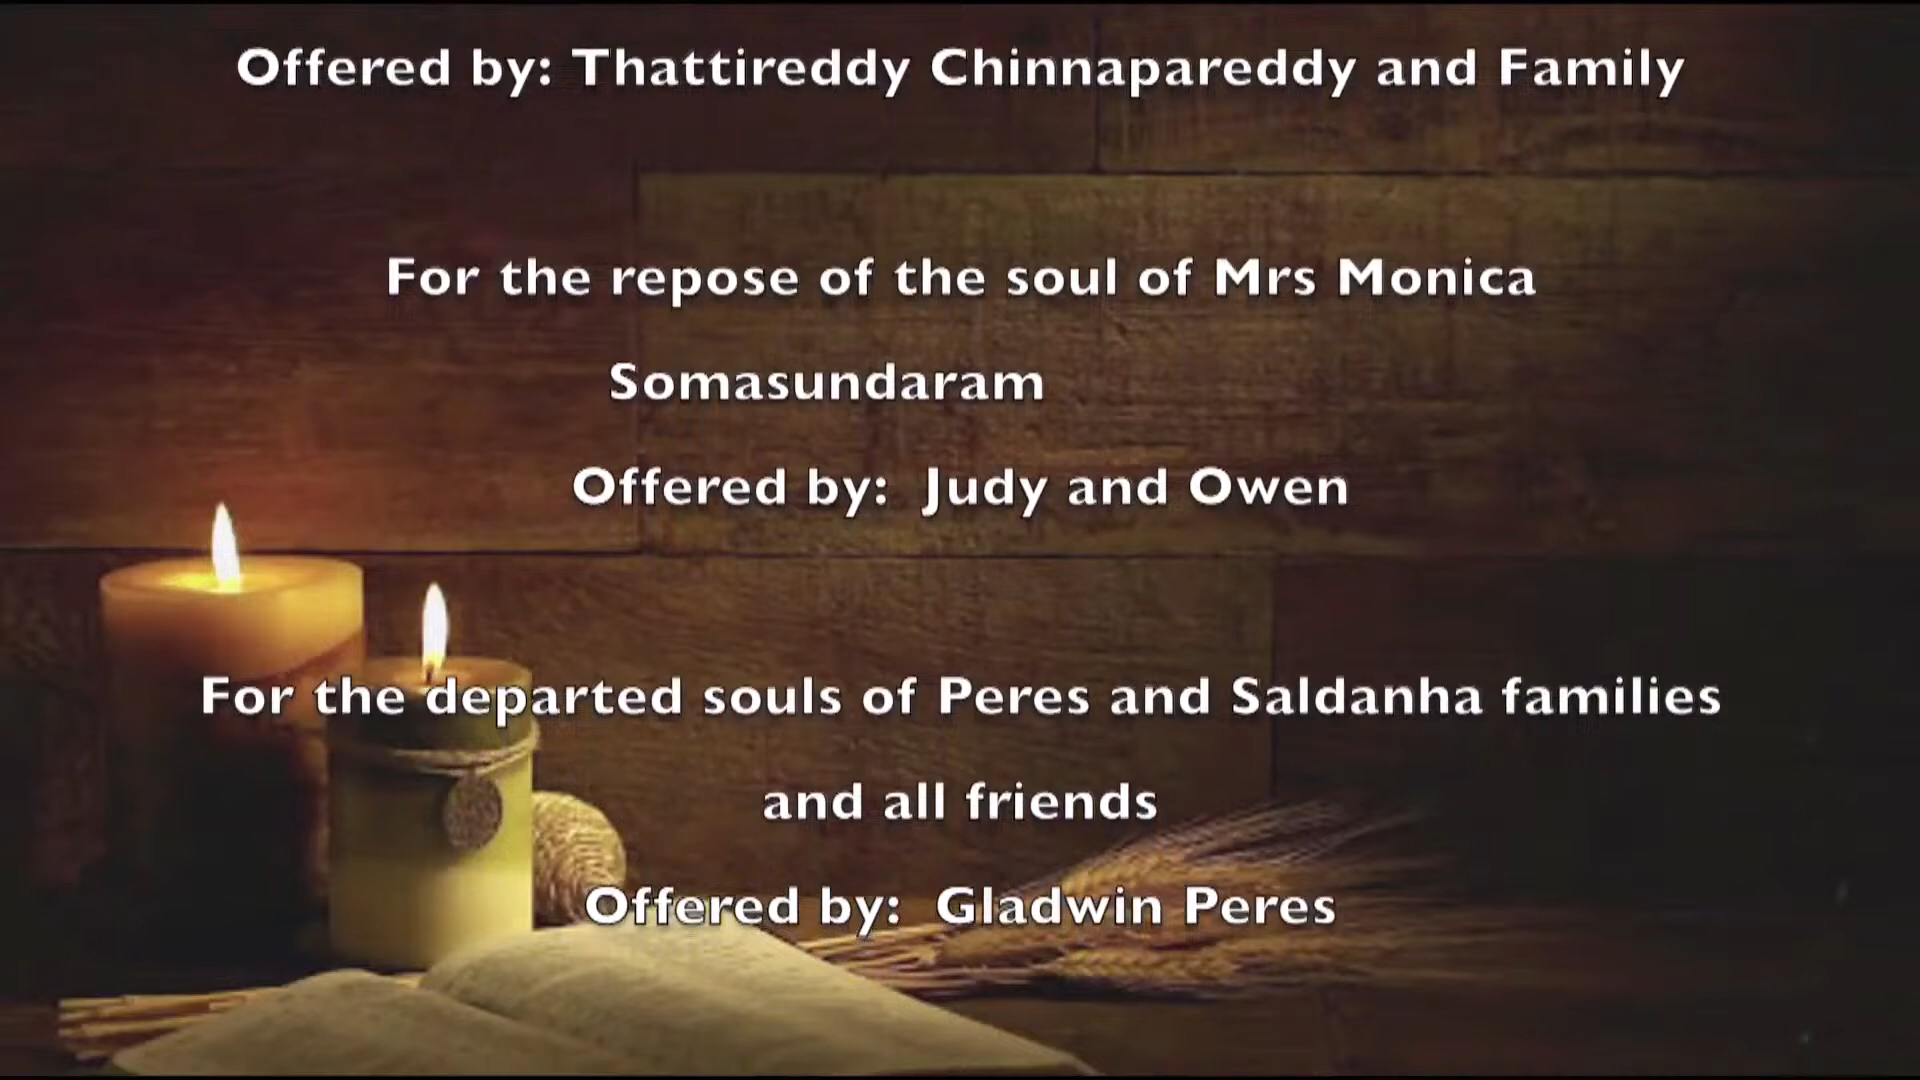 Offered by: Thattireddy Chinnapareddy and Family
For the repose of the soul of Mrs Monica
Somasundaram
Offered by: Judy and Owen
For the departed souls of Peres and Saldanha families
and all friends
Offered by: Gladwin Peres